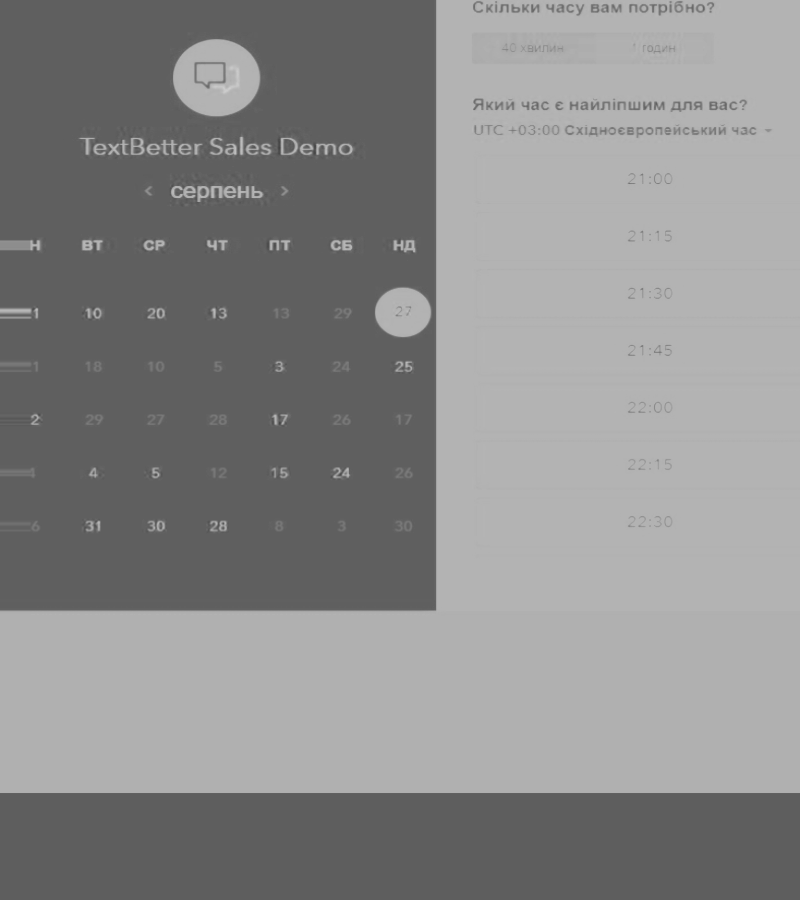 TextBetter Sales Demo
серпень
Н ВТ СР ЧТ ПТ СБ НД
1 10 20 13 13 29 27
1 18 10 5 3 24 25
2 29 27 28 17 26 17
4 5 12 15 24 26
6 31 30 28 8 3 30
Скільки часу вам потрібно?
40 хвилин
годин
Який час є найліпшим для вас?
UTC +03:00 Східноєвропейський час
21:00
21:15
21:30
21:45
22:00
22:15
22:30